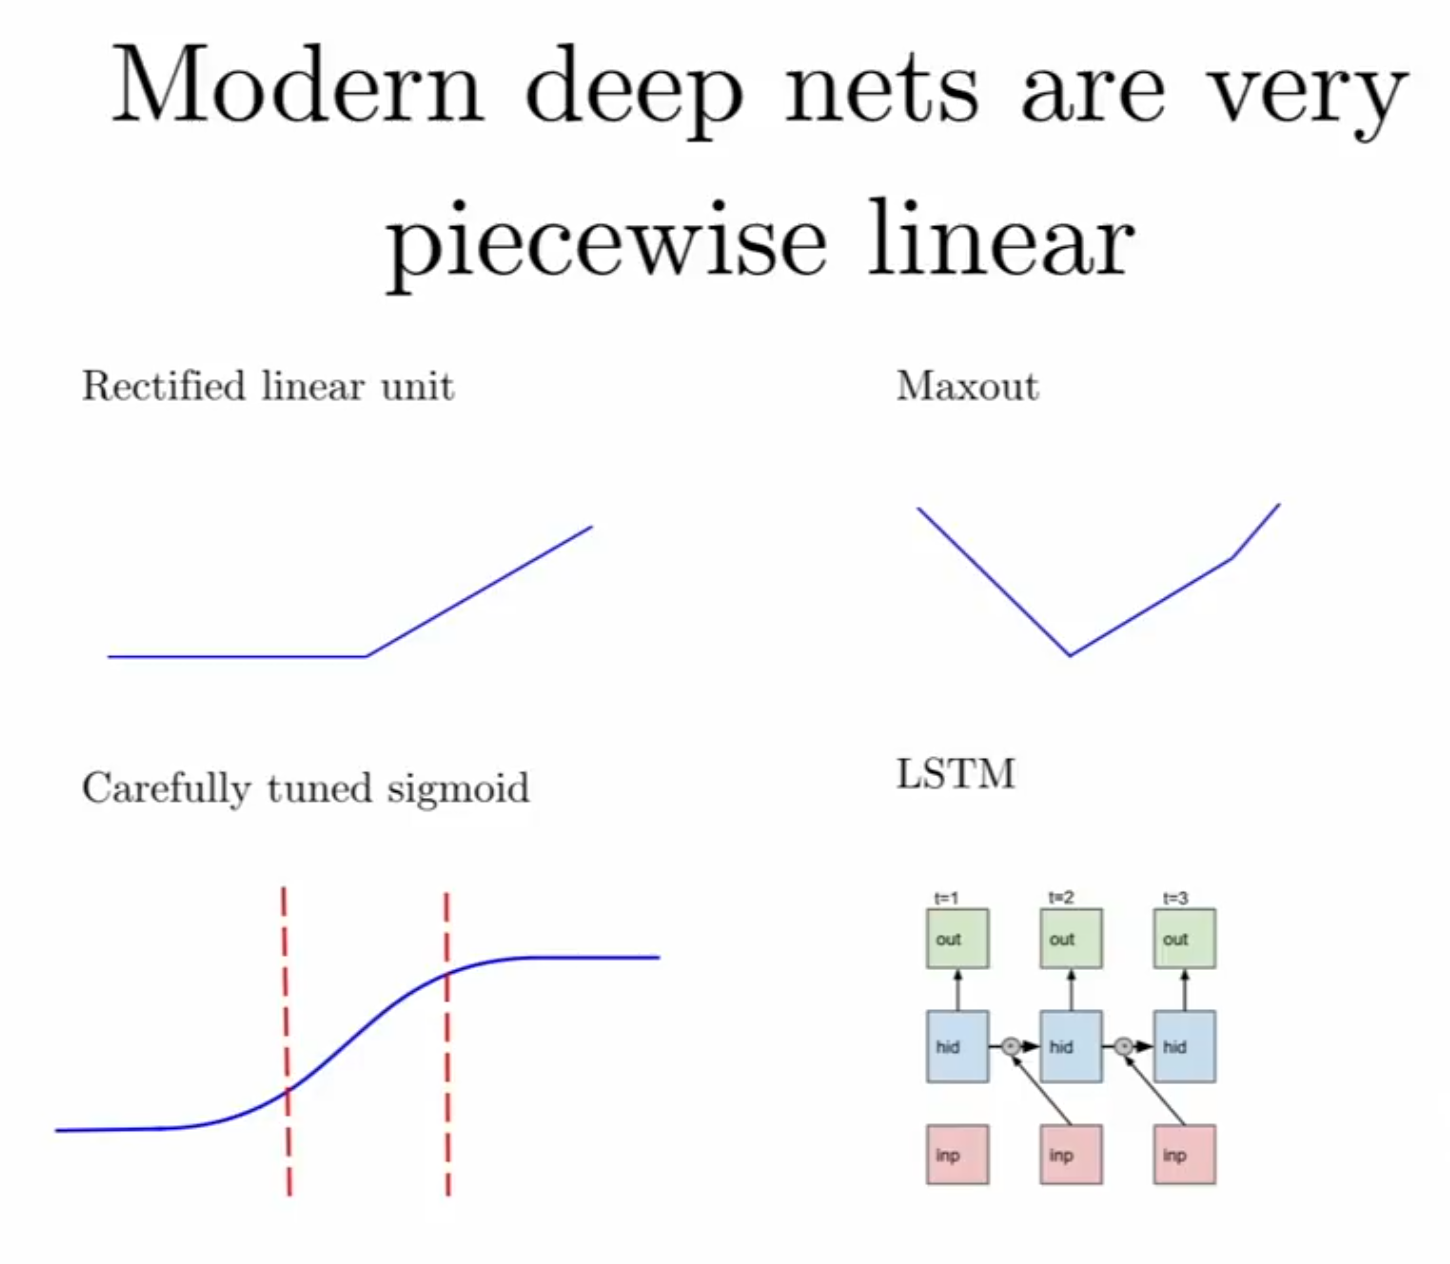 Modern deep nets are very
piecewise linear
Rectified linear unit
Maxout
Carefully tuned sigmoid
LSTM
t=1 t=2 t=3
out out out
hid hid hid
inp inp inp